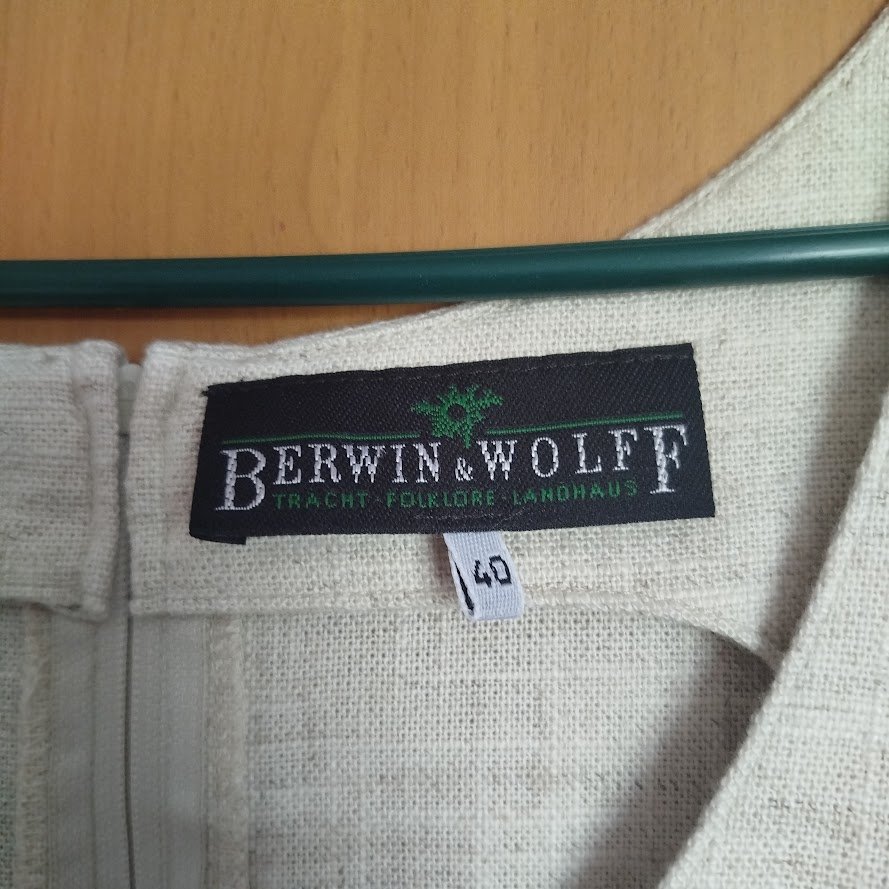 BERWIN & WOLFF
TRACHT · FOLKLORE · LANDHAUS
40